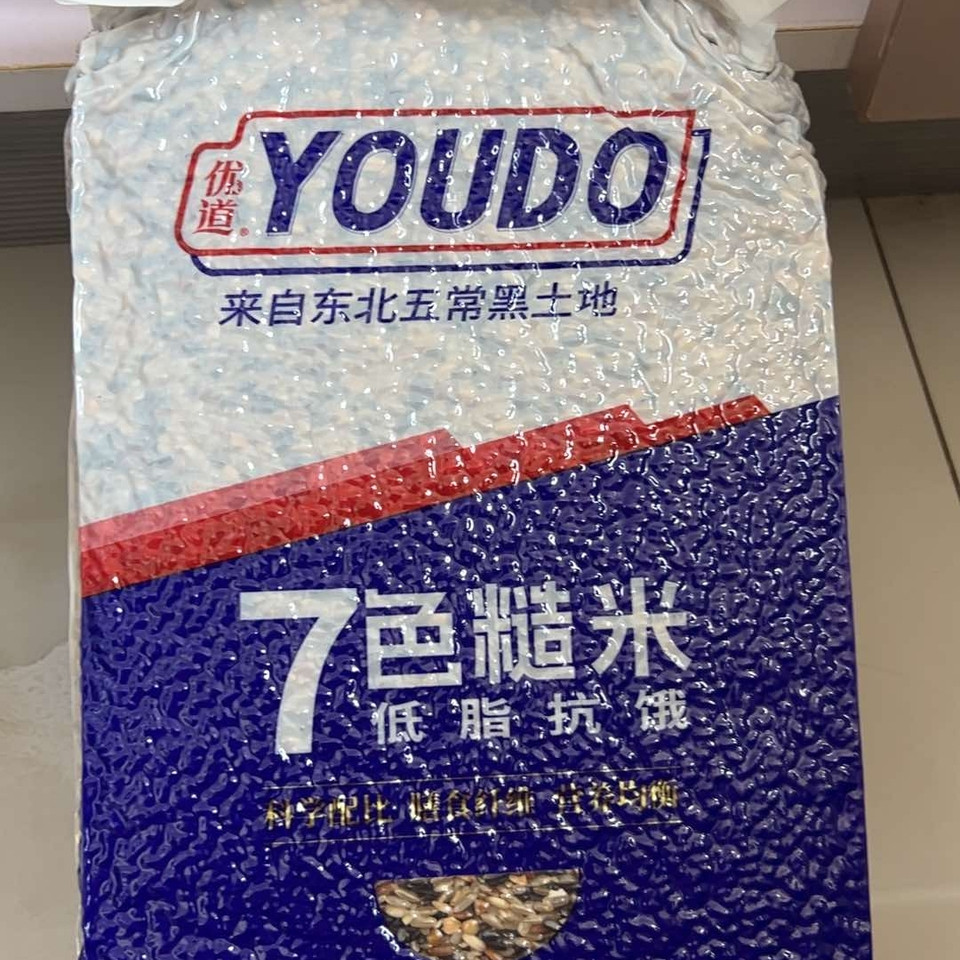 优道® YOUDO
来自东北五常黑土地
7色糙米
低脂抗饿
科学配比 膳食纤维 营养均衡